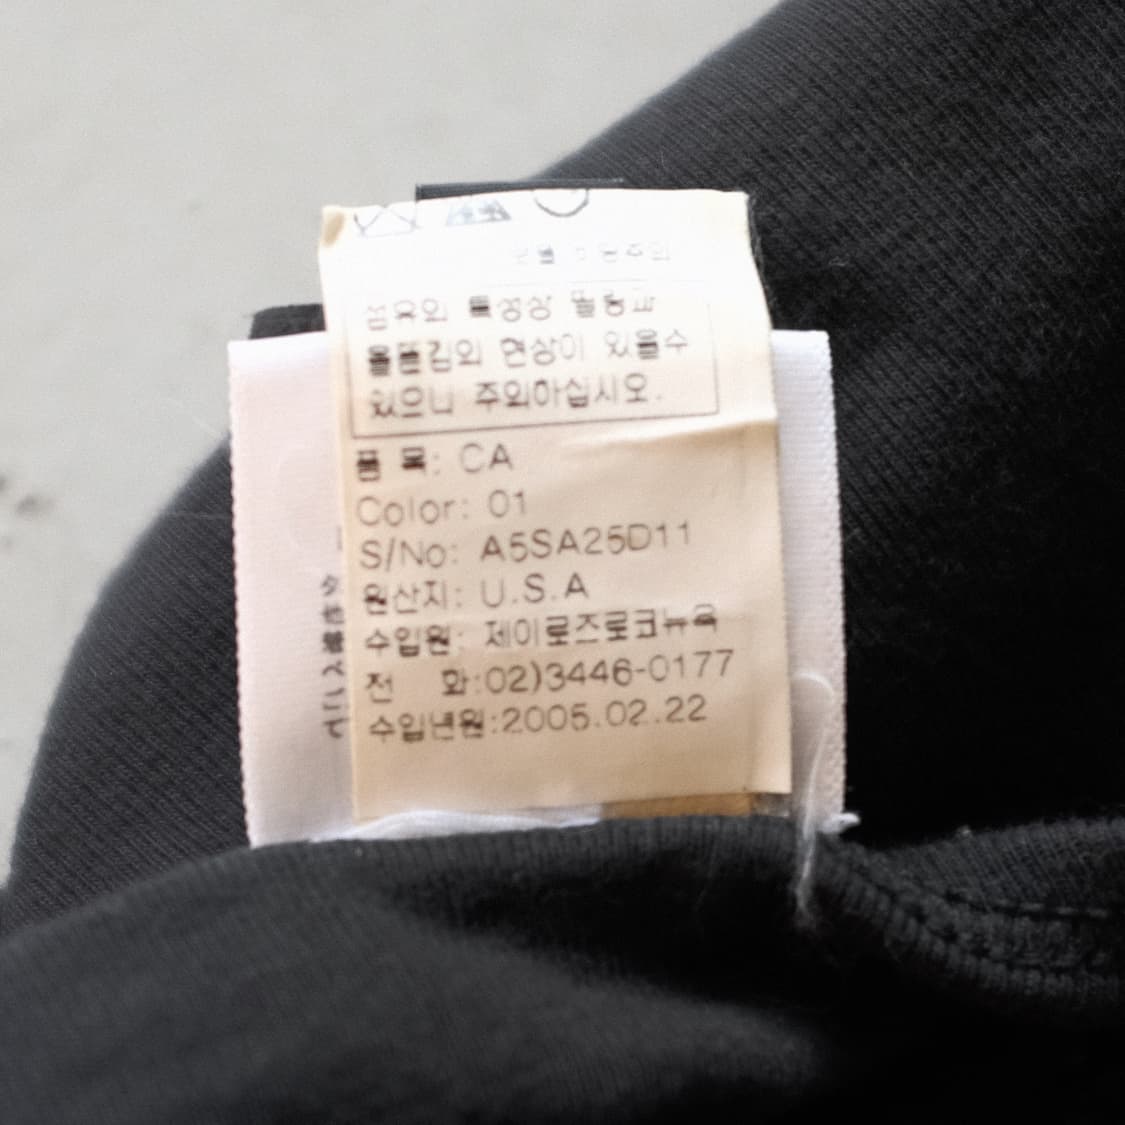 섬유의 특성상 필링과
올뜯김의 현상이 있을수
있으니 주의하십시오.
품 목: CA
Color: 01
S/No: A5SA25D11
원산지: U.S.A
수입원: 제이로즈로코뉴욕
전 화:02)3446-0177
수입년월:2005.02.22